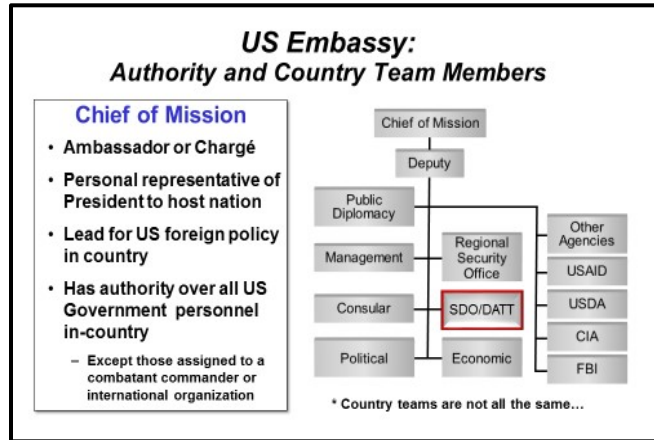 US Embassy:
Authority and Country Team Members
Chief of Mission
• Ambassador or Chargé
• Personal representative of
President to host nation
• Lead for US foreign policy
in country
• Has authority over all US
Government personnel
in-country
– Except those assigned to a
combatant commander or
international organization
Chief of Mission
Deputy
Public
Diplomacy
Management
Regional
Security
Office
Consular
SDO/DATT
Political
Economic
Other
Agencies
USAID
USDA
CIA
FBI
* Country teams are not all the same…